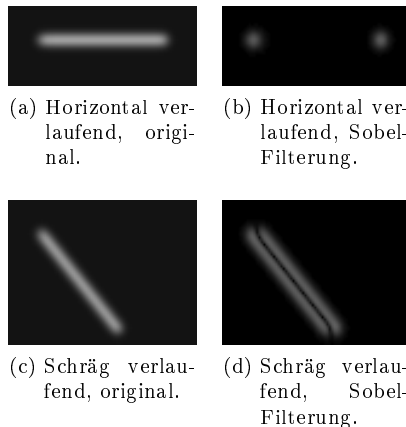 (a) Horizontal ver-
laufend, origi-
nal.
(b) Horizontal ver-
laufend, Sobel-
Filterung.
(c) Schräg verlau-
fend, original.
(d) Schräg verlau-
fend, Sobel-
Filterung.